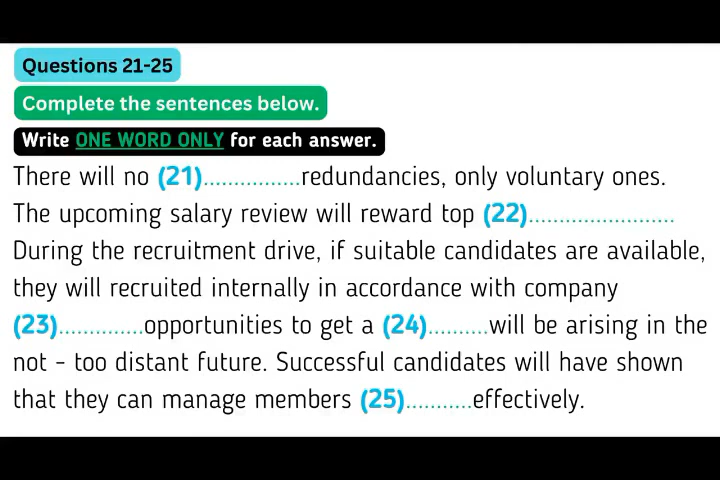 Questions 21-25
Complete the sentences below.
Write ONE WORD ONLY for each answer.
There will no (21)................redundancies, only voluntary ones.
The upcoming salary review will reward top (22)........................
During the recruitment drive, if suitable candidates are available,
they will recruited internally in accordance with company
(23)..............opportunities to get a (24)..........will be arising in the
not - too distant future. Successful candidates will have shown
that they can manage members (25)...........effectively.